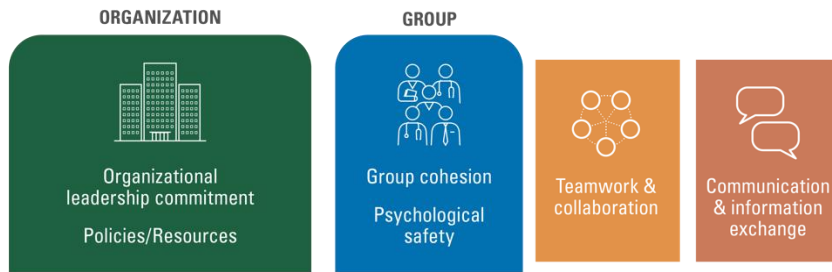 ORGANIZATION
Organizational
leadership commitment
Policies/Resources
GROUP
Group cohesion
Psychological
safety
Teamwork &
collaboration
Communication
& information
exchange